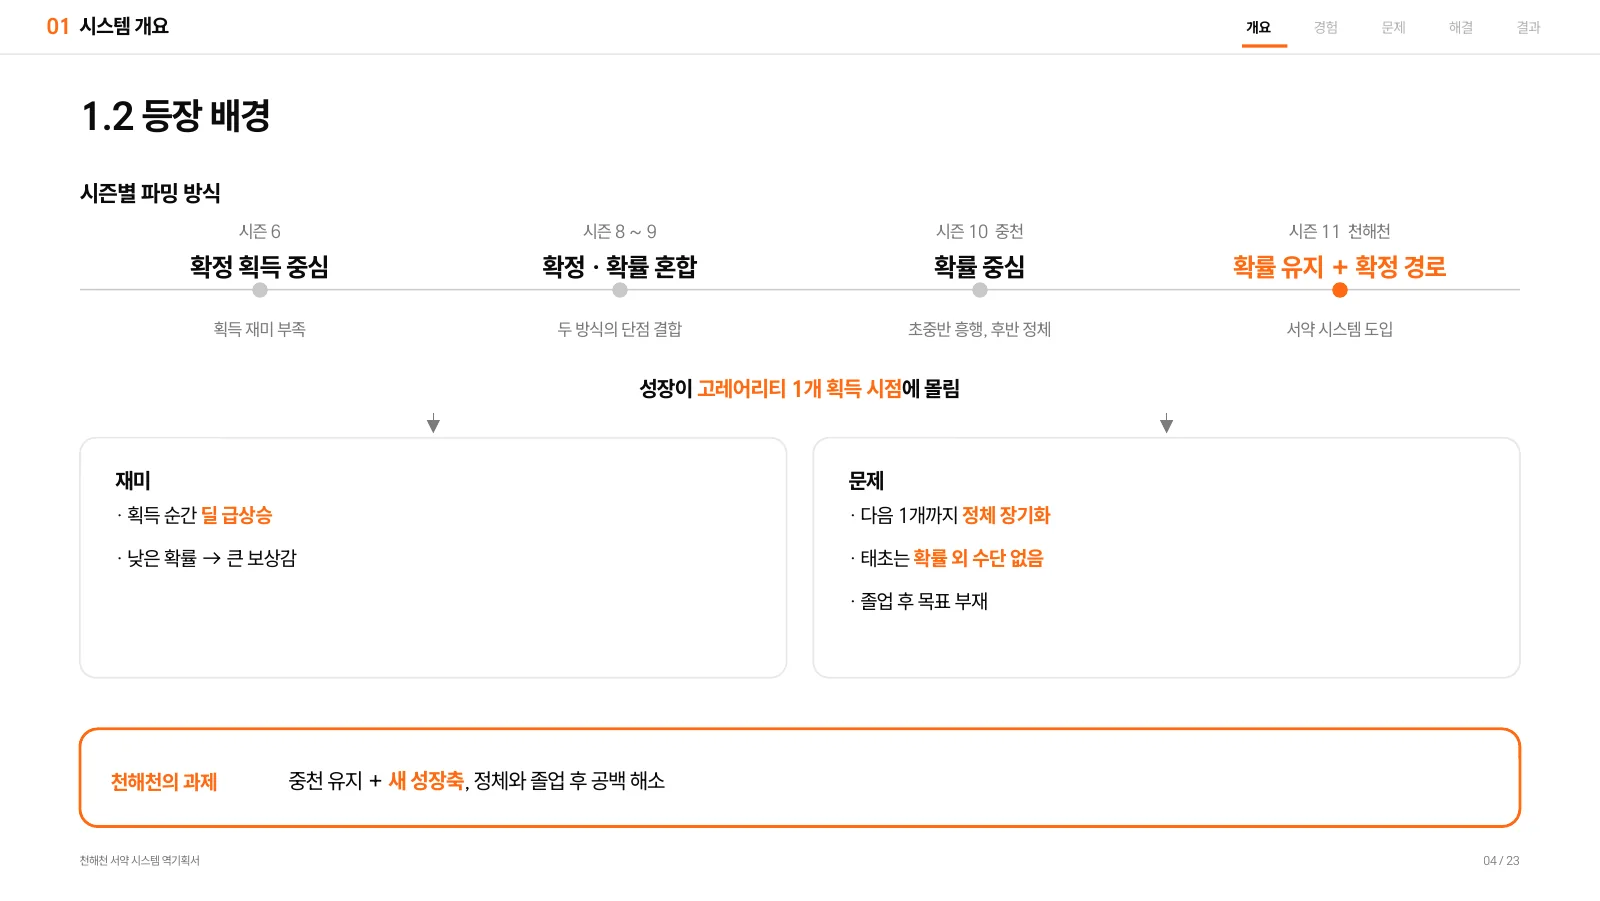 01 시스템 개요
개요 경험 문제 해결 결과
1.2 등장 배경
시즌별 파밍 방식
시즌 6
확정 획득 중심
획득 재미 부족
시즌 8 ~ 9
확정 · 확률 혼합
두 방식의 단점 결합
시즌 10 중천
확률 중심
초중반 흥행, 후반 정체
시즌 11 천해천
확률 유지 + 확정 경로
서약 시스템 도입
성장이 고레어리티 1개 획득 시점에 몰림
재미
· 획득 순간 딜 급상승
· 낮은 확률 → 큰 보상감
문제
· 다음 1개까지 정체 장기화
· 태초는 확률 외 수단 없음
· 졸업 후 목표 부재
천해천의 과제
중천 유지 + 새 성장축, 정체와 졸업 후 공백 해소
천해천 서약 시스템 역기획서
04 / 23